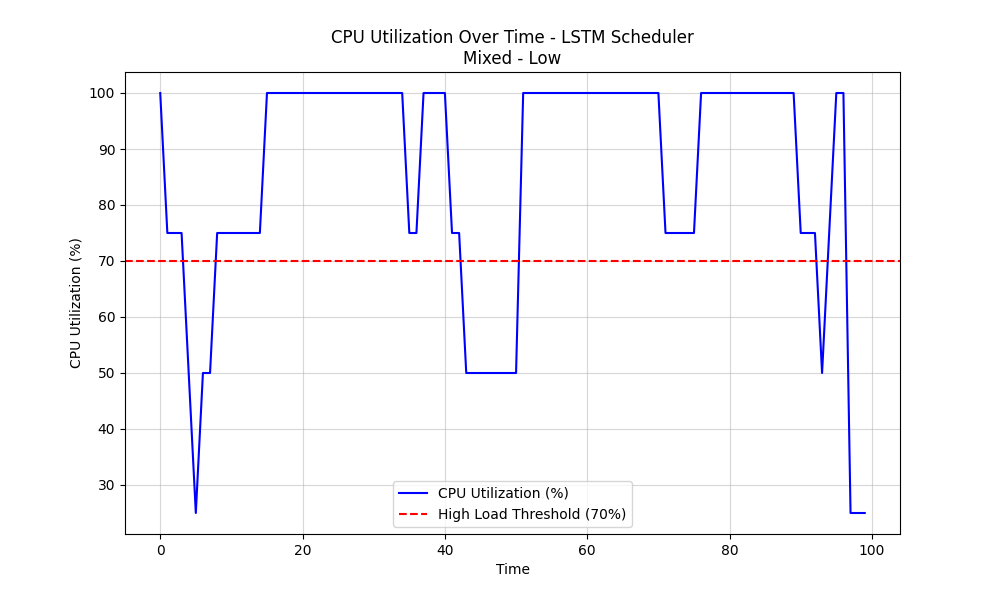 CPU Utilization Over Time - LSTM Scheduler
Mixed - Low
CPU Utilization (%)
100
90
80
70
60
50
40
30
CPU Utilization (%)
High Load Threshold (70%)
0
20
40
60
80
100
Time